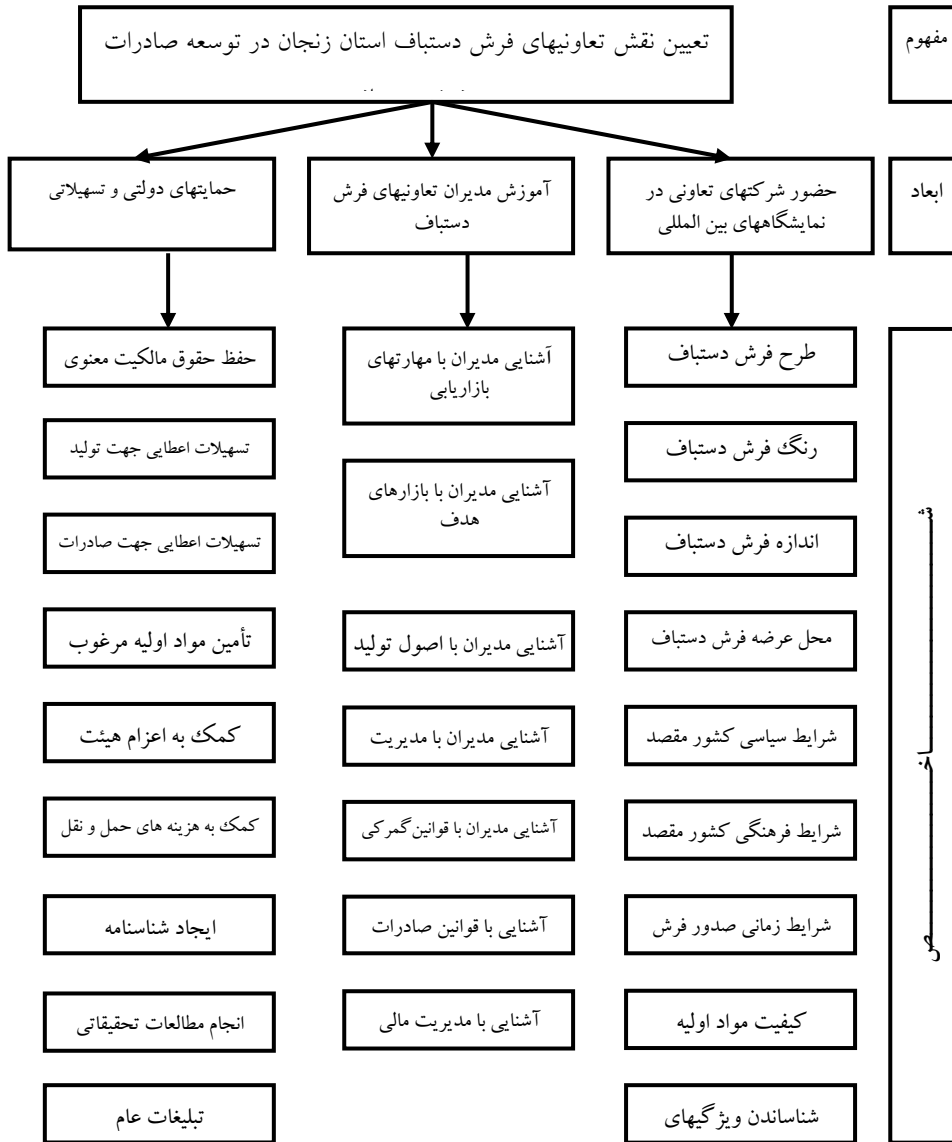 مفهوم
تعیین نقش تعاونیهای فرش دستباف استان زنجان در توسعه صادرات
ابعاد
حضور شرکتهای تعاونی در
نمایشگاههای بین المللی
آموزش مدیران تعاونیهای فرش
دستباف
حمایتهای دولتی و تسهیلاتی
شـــاخـــص
طرح فرش دستباف
رنگ فرش دستباف
اندازه فرش دستباف
محل عرضه فرش دستباف
شرایط سیاسی کشور مقصد
شرایط فرهنگی کشور مقصد
شرایط زمانی صدور فرش
کیفیت مواد اولیه
شناساندن ویژگیهای
آشنایی مدیران با مهارتهای
بازاریابی
آشنایی مدیران با بازارهای
هدف
آشنایی مدیران با اصول تولید
آشنایی مدیران با مدیریت
آشنایی مدیران با قوانین گمرکی
آشنایی با قوانین صادرات
آشنایی با مدیریت مالی
حفظ حقوق مالکیت معنوی
تسهیلات اعطایی جهت تولید
تسهیلات اعطایی جهت صادرات
تأمین مواد اولیه مرغوب
کمک به اعزام هیئت
کمک به هزینه های حمل و نقل
ایجاد شناسنامه
انجام مطالعات تحقیقاتی
تبلیغات عام